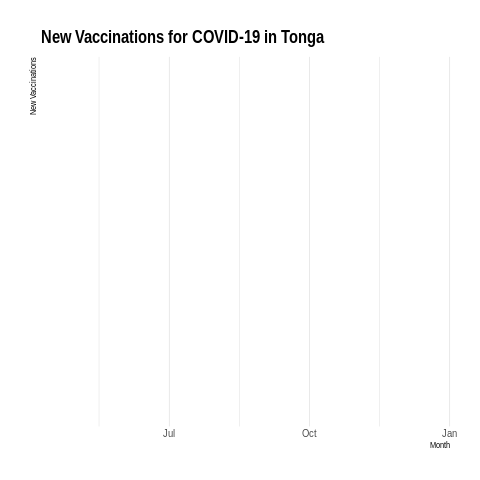 New Vaccinations for COVID-19 in Tonga
New Vaccinations
Jul Oct Jan
Month